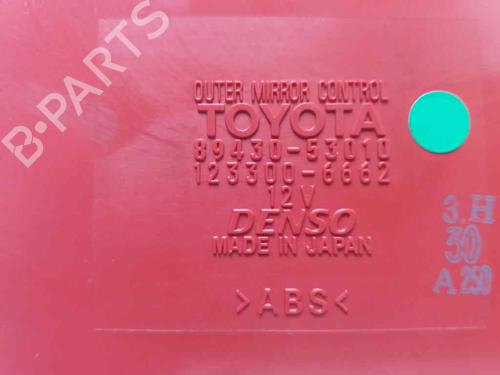 OUTER MIRROR CONTROL
TOYOTA
89430-53010
123300-6662
12V
DENSO
MADE IN JAPAN
>ABS<
3.H
30
A 250
B-PARTS